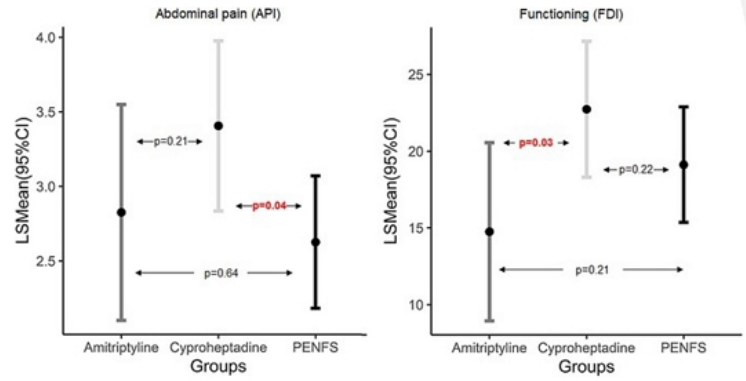 Abdominal pain (API)
LSMean(95%CI)
4.0
3.5
3.0
2.5
p=0.21
p=0.04
p=0.64
Amitriptyline Cyproheptadine PENFS
Groups
Functioning (FDI)
LSMean(95%CI)
25
20
15
10
p=0.03
p=0.22
p=0.21
Amitriptyline Cyproheptadine PENFS
Groups